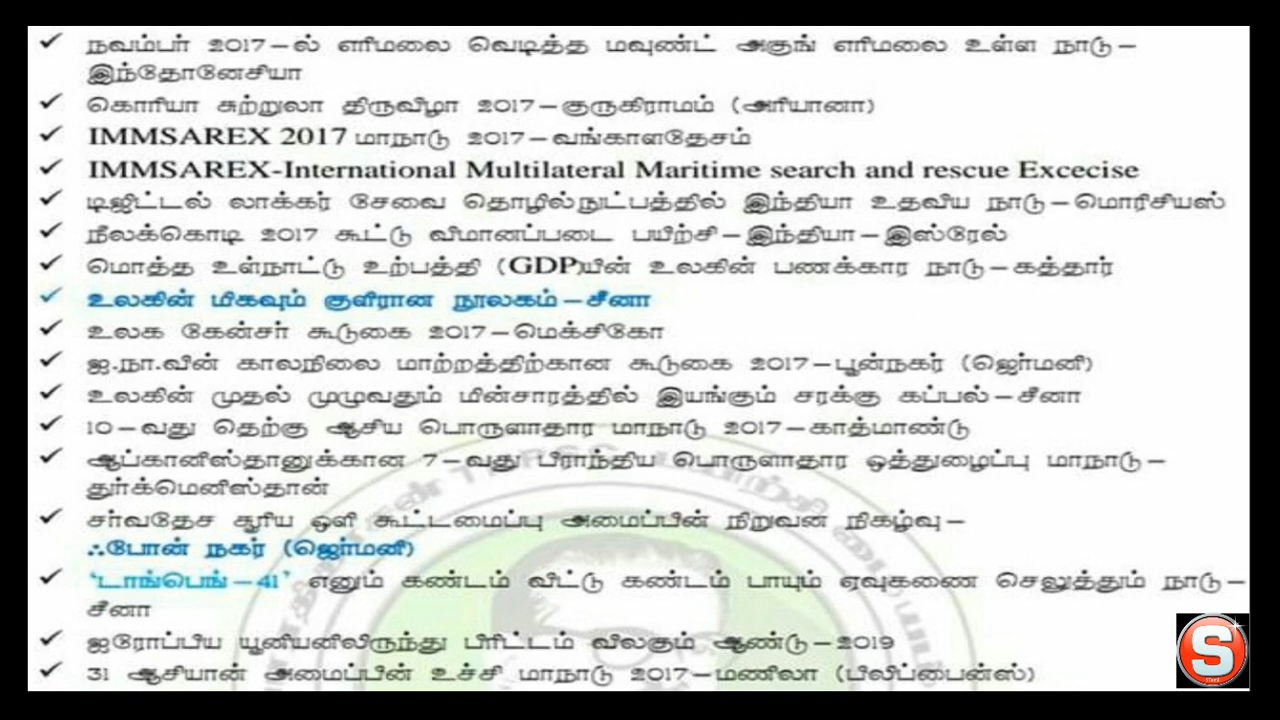 நவம்பர் 2017–ல் எரிமலை வெடித்த மவுண்ட் அகுங் எரிமலை உள்ள நாடு–
இந்தோனேசியா
கொரியா சுற்றுலா திருவிழா 2017–குருகிராமம் (அரியானா)
IMMSAREX 2017 மாநாடு 2017–வங்காளதேசம்
IMMSAREX-International Multilateral Maritime search and rescue Excecise
டிஜிட்டல் லாக்கர் சேவை தொழில்நுட்பத்தில் இந்தியா உதவிய நாடு–மொரிசியஸ்
நீலக்கொடி 2017 கூட்டு விமானப்படை பயிற்சி–இந்தியா–இஸ்ரேல்
மொத்த உள்நாட்டு உற்பத்தி (GDP)யின் உலகின் பணக்கார நாடு–கத்தார்
உலகின் மிகவும் குளிரான நூலகம்–சீனா
உலக கேன்சர் கூடுகை 2017–மெக்சிகோ
ஐ.நா.வின் காலநிலை மாற்றத்திற்கான கூடுகை 2017–பூன்நகர் (ஜெர்மனி)
உலகின் முதல் முழுவதும் மின்சாரத்தில் இயங்கும் சரக்கு கப்பல்–சீனா
10–வது தெற்கு ஆசிய பொருளாதார மாநாடு 2017–காத்மாண்டு
ஆப்கானிஸ்தானுக்கான 7–வது பிராந்திய பொருளாதார ஒத்துழைப்பு மாநாடு–
துர்க்மெனிஸ்தான்
சர்வதேச சூரிய ஒளி கூட்டமைப்பு அமைப்பின் நிறுவன நிகழ்வு–
ஃபோன் நகர் (ஜெர்மனி)
‘டாங்பெங்–41’ எனும் கண்டம் விட்டு கண்டம் பாயும் ஏவுகணை செலுத்தும் நாடு–
சீனா
ஐரோப்பிய யூனியனிலிருந்து பிரிட்டம் விலகும் ஆண்டு–2019
31 ஆசியான் அமைப்பின் உச்சி மாநாடு 2017–மணிலா (பிலிப்பைன்ஸ்)
S